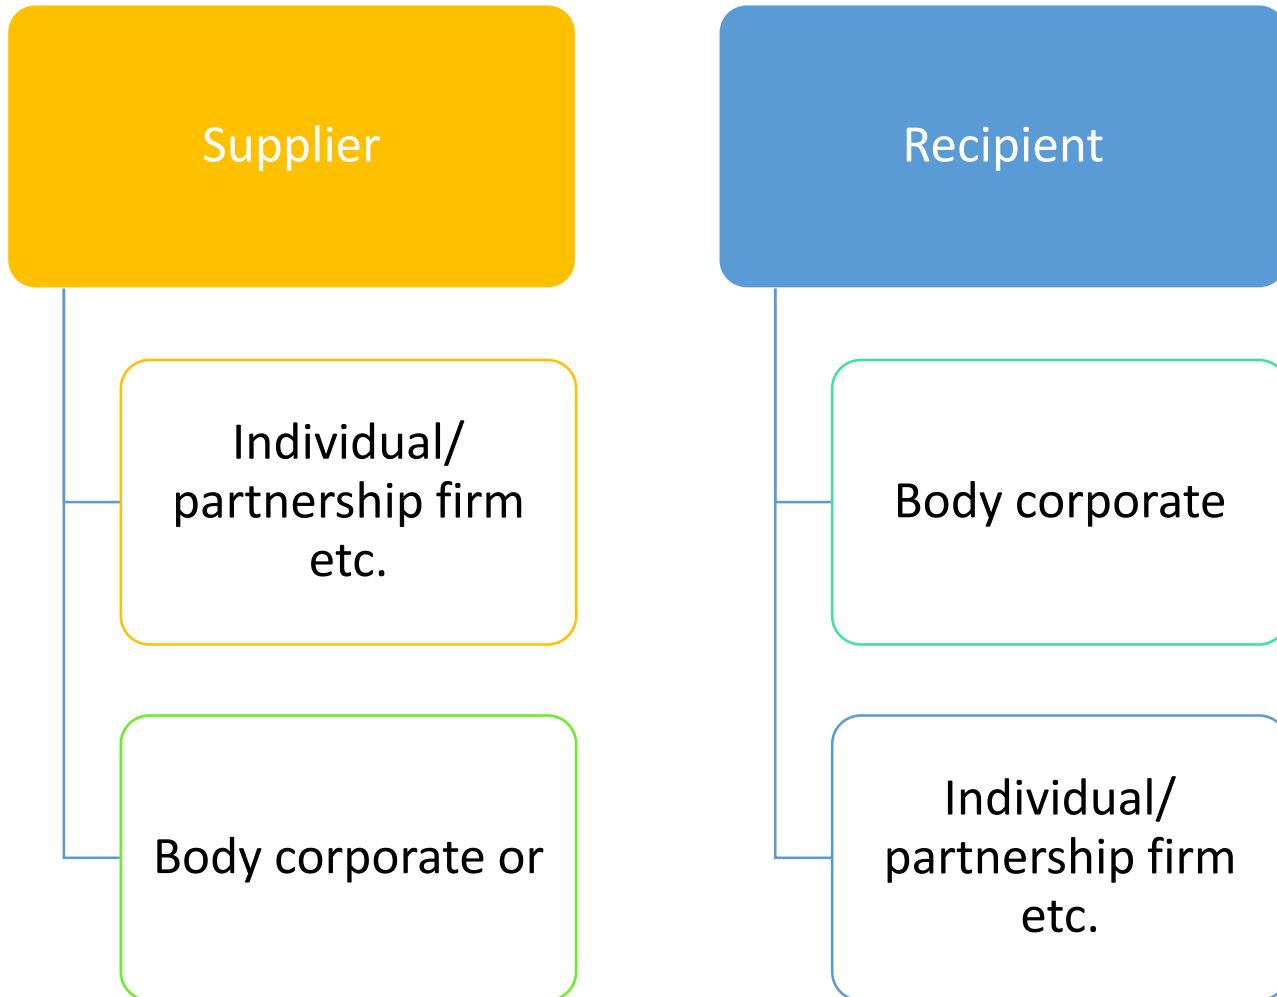 Supplier
Individual/
partnership firm
etc.
Body corporate or
Recipient
Body corporate
Individual/
partnership firm
etc.